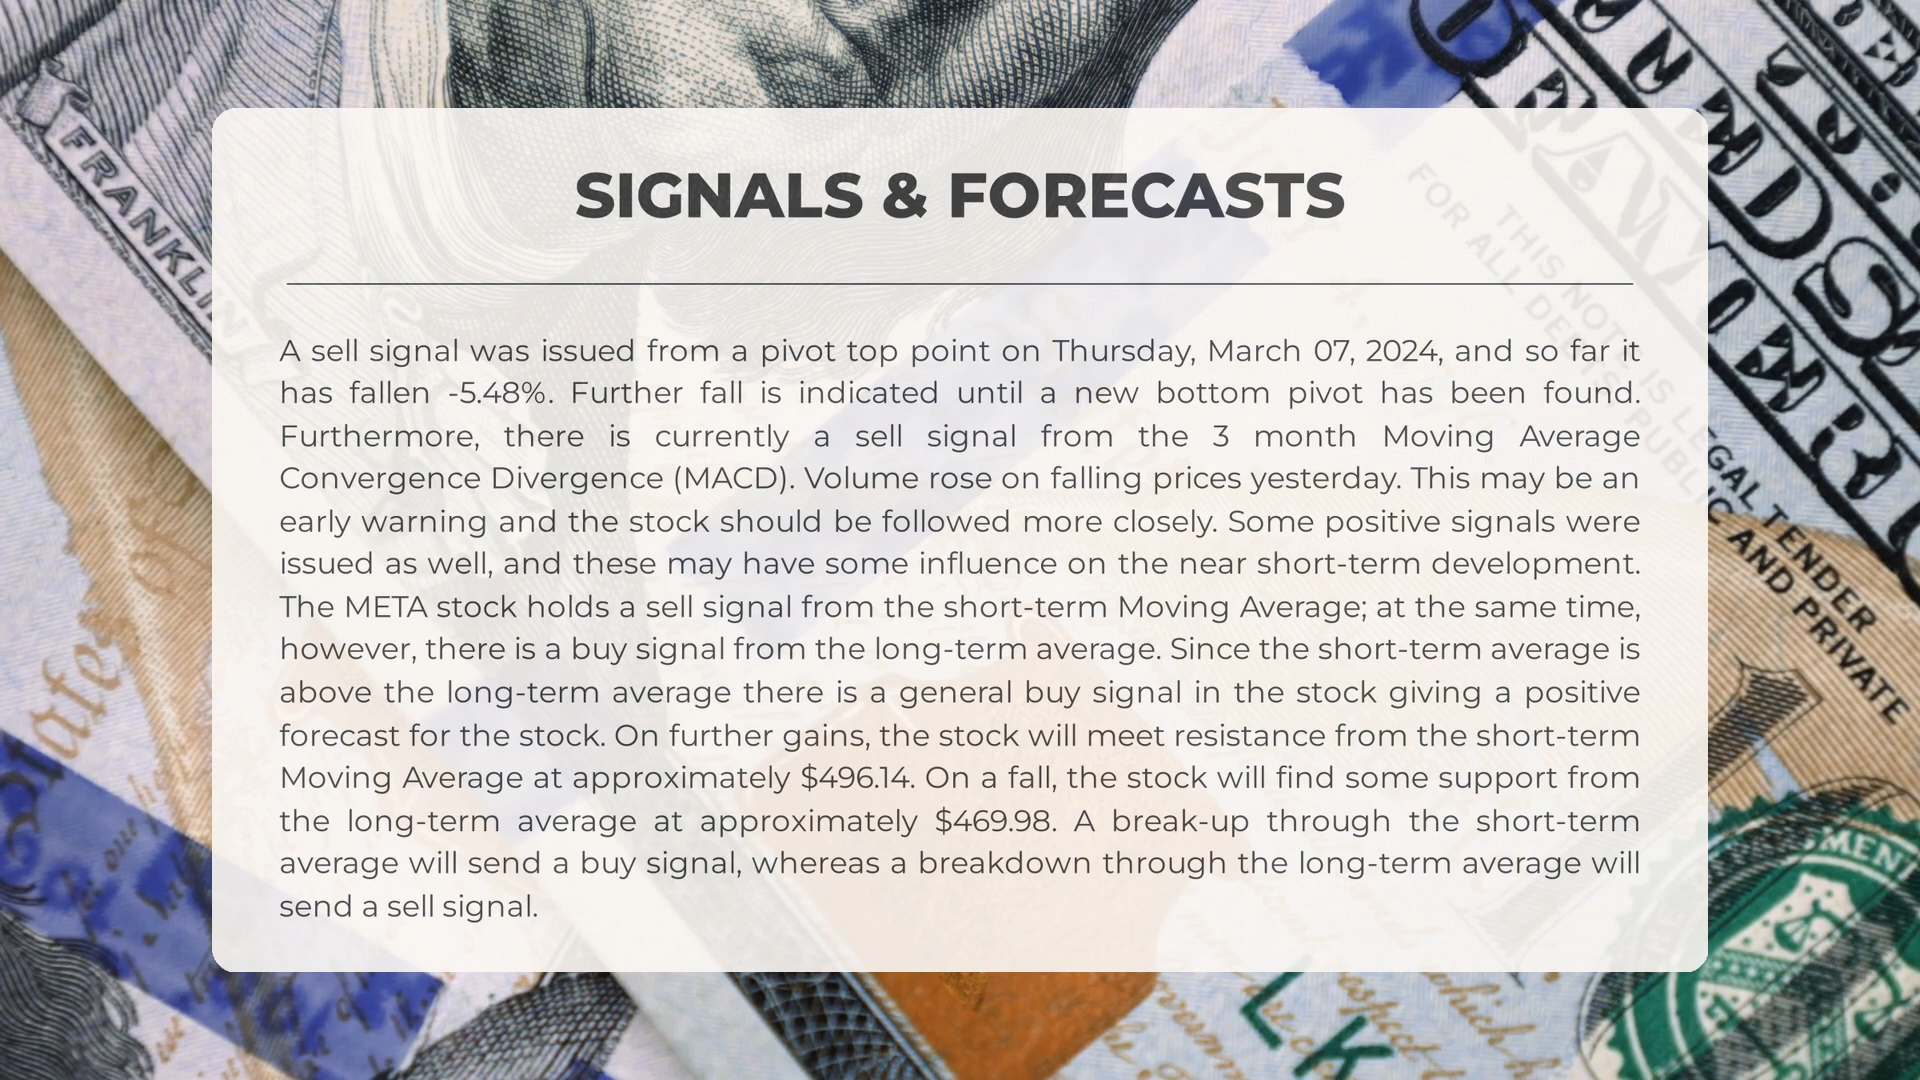 FRANKLIN
SIGNALS & FORECASTS
THIS NOTE IS LEGAL TENDER
FOR ALL DEBTS PUBLIC AND PRIVATE
A sell signal was issued from a pivot top point on Thursday, March 07, 2024, and so far it
has fallen -5.48%. Further fall is indicated until a new bottom pivot has been found.
Furthermore, there is currently a sell signal from the 3 month Moving Average
Convergence Divergence (MACD). Volume rose on falling prices yesterday. This may be an
early warning and the stock should be followed more closely. Some positive signals were
issued as well, and these may have some influence on the near short-term development.
The META stock holds a sell signal from the short-term Moving Average; at the same time,
however, there is a buy signal from the long-term average. Since the short-term average is
above the long-term average there is a general buy signal in the stock giving a positive
forecast for the stock. On further gains, the stock will meet resistance from the short-term
Moving Average at approximately $496.14. On a fall, the stock will find some support from
the long-term average at approximately $469.98. A break-up through the short-term
average will send a buy signal, whereas a breakdown through the long-term average will
send a sell signal.